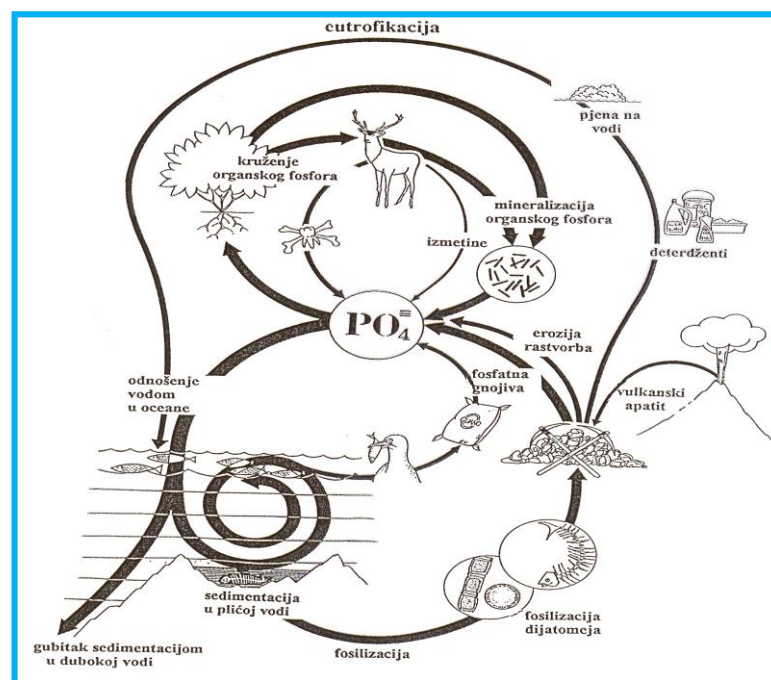 eutrofikacija
pjena na
vodi
kruženje
organskog fosfora
mineralizacija
organskog fosfora
izmetine
deterdženti
PO₄≡
erozija
rastvorba
odnošenje
vodom
u oceane
fosfatna
gnojiva
vulkanski
apatit
sedimentacija
u plićoj vodi
fosilizacija
dijatomeja
gubitak sedimentacijom
u dubokoj vodi
fosilizacija